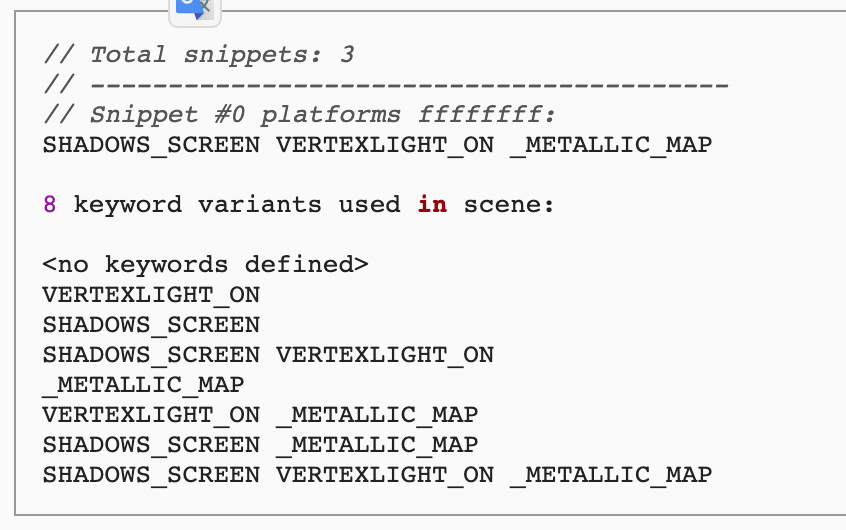 // Total snippets: 3
// -----------------------------------------
// Snippet #0 platforms ffffffff:
SHADOWS_SCREEN VERTEXLIGHT_ON _METALLIC_MAP
8 keyword variants used in scene:
<no keywords defined>
VERTEXLIGHT_ON
SHADOWS_SCREEN
SHADOWS_SCREEN VERTEXLIGHT_ON
_METALLIC_MAP
VERTEXLIGHT_ON _METALLIC_MAP
SHADOWS_SCREEN _METALLIC_MAP
SHADOWS_SCREEN VERTEXLIGHT_ON _METALLIC_MAP